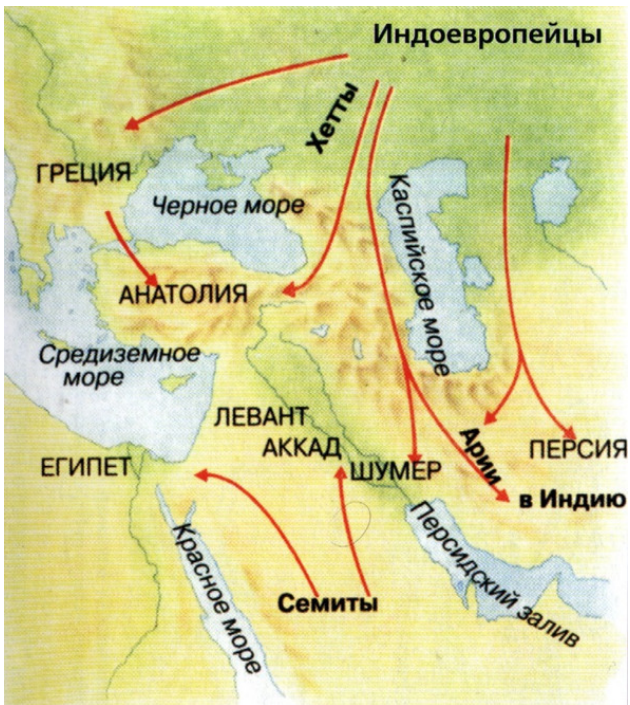 Индоевропейцы
Хетты
ГРЕЦИЯ
Черное море
Каспийское море
АНАТОЛИЯ
Средиземное
море
ЛЕВАНТ
АККАД
ШУМЕР
Арии
ПЕРСИЯ
ЕГИПЕТ
в Индию
Красное море
Персидский залив
Семиты